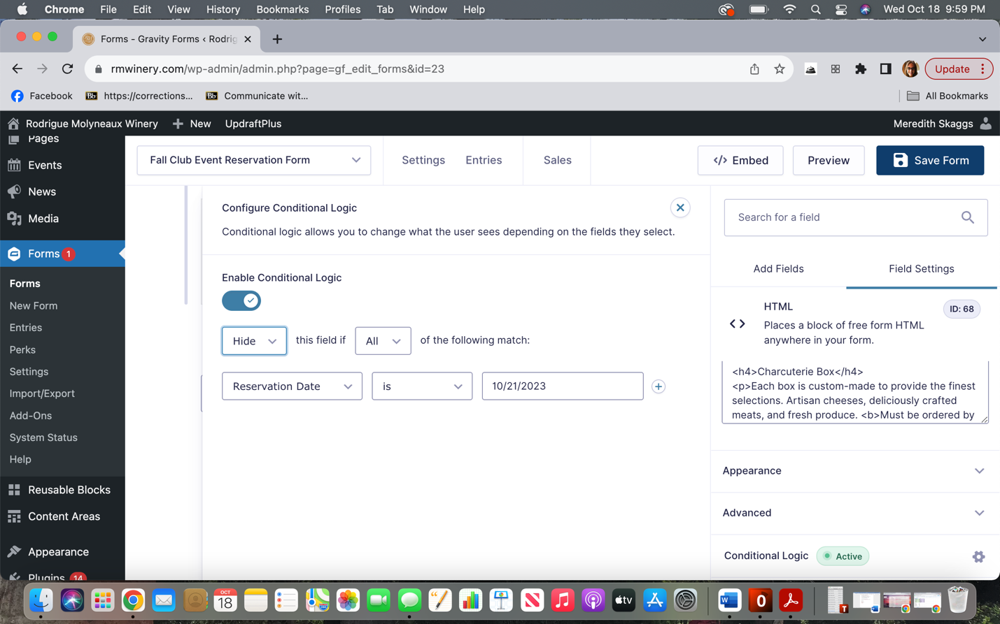 Chrome File Edit View History Bookmarks Profiles Tab Window Help Wed Oct 18 9:59 PM
Forms - Gravity Forms ‹ Rodrig
rmwinery.com/wp-admin/admin.php?page=gf_edit_forms&id=23 Update
Facebook Bb https://corrections... Bb Communicate wit... All Bookmarks
Rodrigue Molyneaux Winery New UpdraftPlus Meredith Skaggs
Pages
Events
News
Media
Forms 1
Forms
New Form
Entries
Perks
Settings
Import/Export
Add-Ons
System Status
Help
Reusable Blocks
Content Areas
Appearance
Plugins 14
Fall Club Event Reservation Form Settings Entries Sales </> Embed Preview Save Form
Configure Conditional Logic
Conditional logic allows you to change what the user sees depending on the fields they select.
Enable Conditional Logic
Hide this field if All of the following match:
Reservation Date is 10/21/2023
Search for a field
Add Fields Field Settings
HTML ID: 68
Places a block of free form HTML
anywhere in your form.
<h4>Charcuterie Box</h4>
<p>Each box is custom-made to provide the finest
selections. Artisan cheeses, deliciously crafted
meats, and fresh produce. <b>Must be ordered by
Appearance
Advanced
Conditional Logic Active
OCT
18
tv
W
O
T